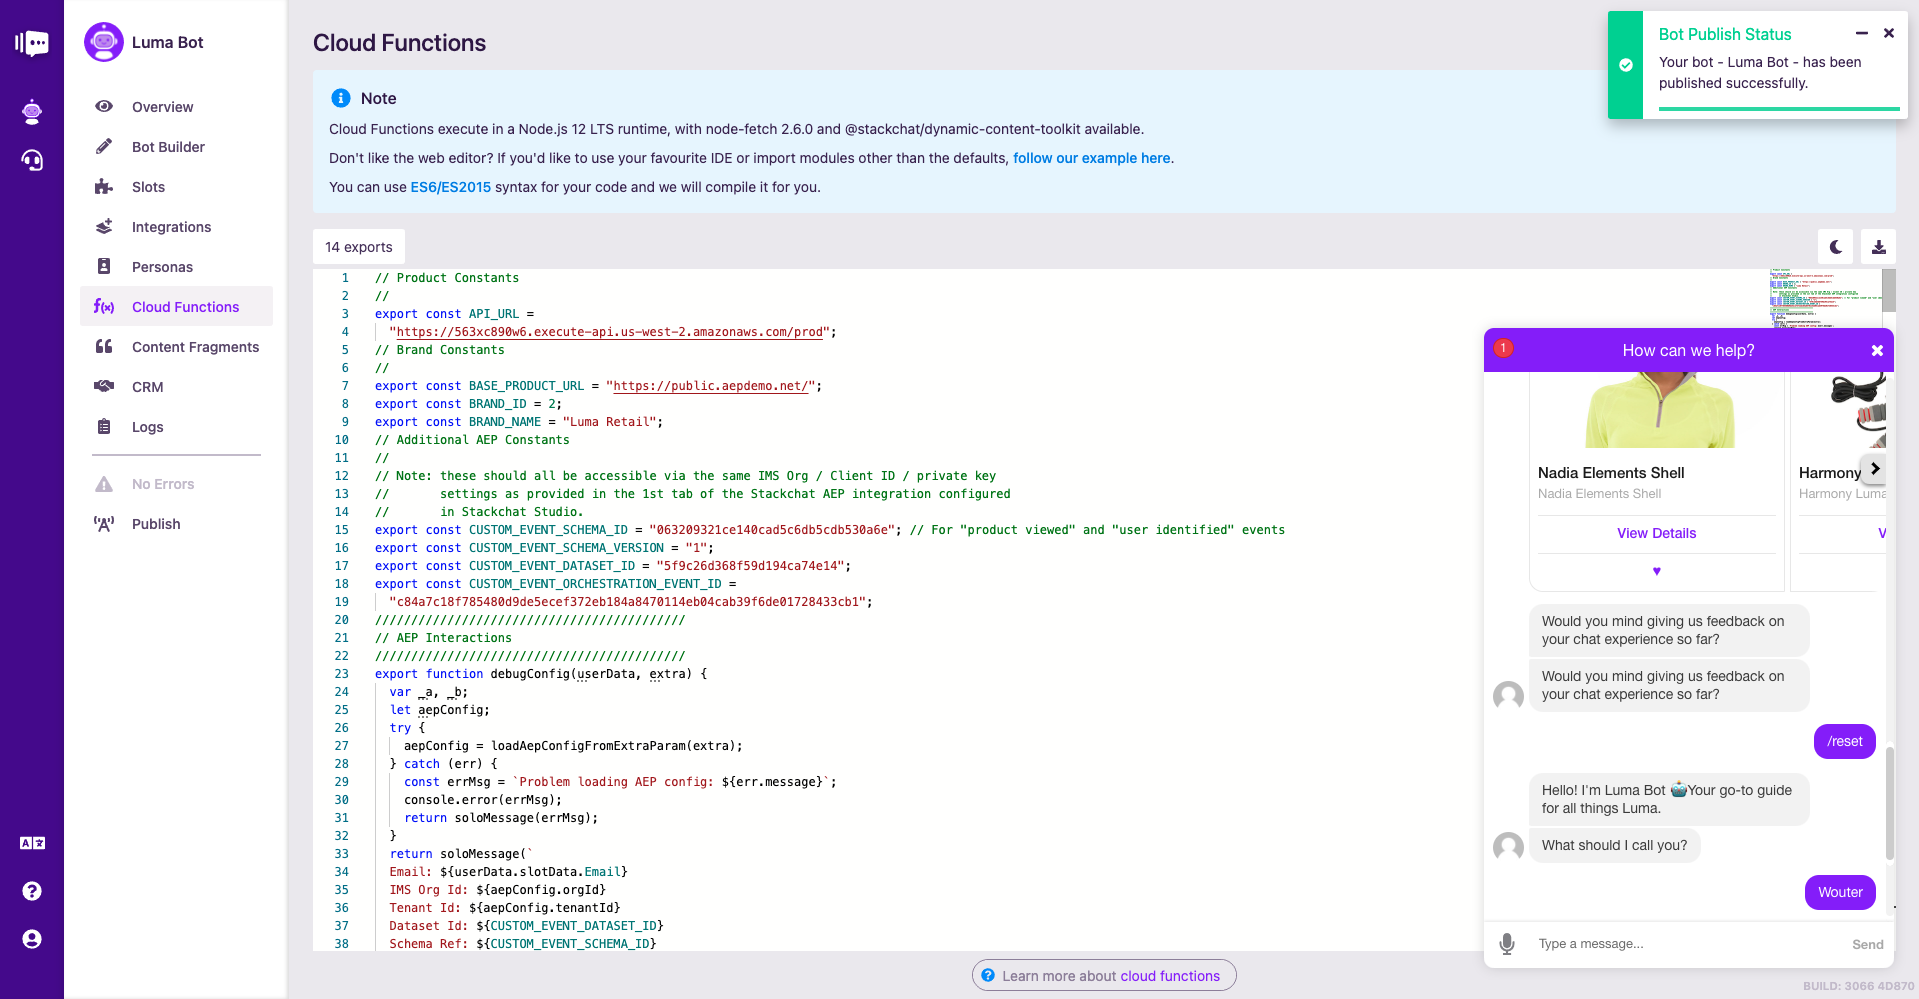 Luma Bot
Overview
Bot Builder
Slots
Integrations
Personas
f(x) Cloud Functions
Content Fragments
CRM
Logs
No Errors
Publish
Cloud Functions
Bot Publish Status
Your bot - Luma Bot - has been
published successfully.
Note
Cloud Functions execute in a Node.js 12 LTS runtime, with node-fetch 2.6.0 and @stackchat/dynamic-content-toolkit available.
Don't like the web editor? If you'd like to use your favourite IDE or import modules other than the defaults, follow our example here.
You can use ES6/ES2015 syntax for your code and we will compile it for you.
14 exports
1 // Product Constants
2 //
3 export const API_URL =
4 "https://563xc890w6.execute-api.us-west-2.amazonaws.com/prod";
5 // Brand Constants
6 //
7 export const BASE_PRODUCT_URL = "https://public.aepdemo.net/";
8 export const BRAND_ID = 2;
9 export const BRAND_NAME = "Luma Retail";
10 // Additional AEP Constants
11 //
12 // Note: these should all be accessible via the same IMS Org / Client ID / private key
13 // settings as provided in the 1st tab of the Stackchat AEP integration configured
14 // in Stackchat Studio.
15 export const CUSTOM_EVENT_SCHEMA_ID = "063209321ce140cad5c6db5cdb530a6e"; // For "product viewed" and "user identified" events
16 export const CUSTOM_EVENT_SCHEMA_VERSION = "1";
17 export const CUSTOM_EVENT_DATASET_ID = "5f9c26d368f59d194ca74e14";
18 export const CUSTOM_EVENT_ORCHESTRATION_EVENT_ID =
19 "c84a7c18f785480d9de5ecef372eb184a8470114eb04cab39f6de01728433cb1";
20 ///////////////////////////////////////////
21 // AEP Interactions
22 ///////////////////////////////////////////
23 export function debugConfig(userData, extra) {
24 var _a, _b;
25 let aepConfig;
26 try {
27 aepConfig = loadAepConfigFromExtraParam(extra);
28 } catch (err) {
29 const errMsg = `Problem loading AEP config: ${err.message}`;
30 console.error(errMsg);
31 return soloMessage(errMsg);
32 }
33 return soloMessage(`
34 Email: ${userData.slotData.Email}
35 IMS Org Id: ${aepConfig.orgId}
36 Tenant Id: ${aepConfig.tenantId}
37 Dataset Id: ${CUSTOM_EVENT_DATASET_ID}
38 Schema Ref: ${CUSTOM_EVENT_SCHEMA_ID}
1
How can we help?
Nadia Elements Shell
Nadia Elements Shell
View Details
♥
Harmony
Harmony Luma
V
Would you mind giving us feedback on
your chat experience so far?
Would you mind giving us feedback on
your chat experience so far?
/reset
Hello! I'm Luma Bot 🤖Your go-to guide
for all things Luma.
What should I call you?
Wouter
Type a message...
Send
Learn more about cloud functions
BUILD: 3066 4D870